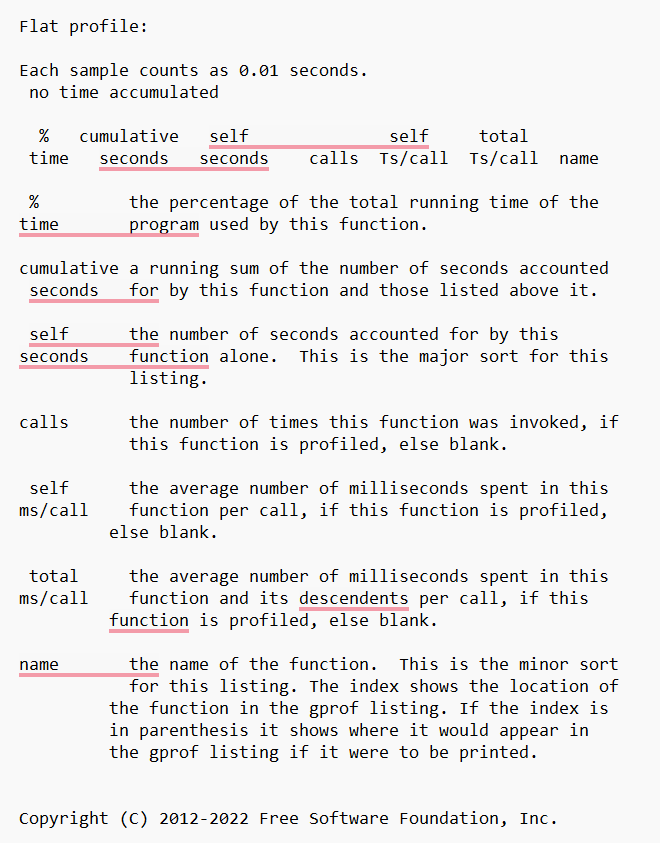 Flat profile:
Each sample counts as 0.01 seconds.
 no time accumulated
  %   cumulative   self              self     total
 time   seconds   seconds    calls  Ts/call  Ts/call  name
 %         the percentage of the total running time of the
time       program used by this function.
cumulative a running sum of the number of seconds accounted
 seconds   for by this function and those listed above it.
 self      the number of seconds accounted for by this
seconds    function alone.  This is the major sort for this
           listing.
calls      the number of times this function was invoked, if
           this function is profiled, else blank.
 self      the average number of milliseconds spent in this
ms/call    function per call, if this function is profiled,
         else blank.
 total     the average number of milliseconds spent in this
ms/call    function and its descendents per call, if this
         function is profiled, else blank.
name       the name of the function.  This is the minor sort
           for this listing. The index shows the location of
         the function in the gprof listing. If the index is
         in parenthesis it shows where it would appear in
         the gprof listing if it were to be printed.
Copyright (C) 2012-2022 Free Software Foundation, Inc.